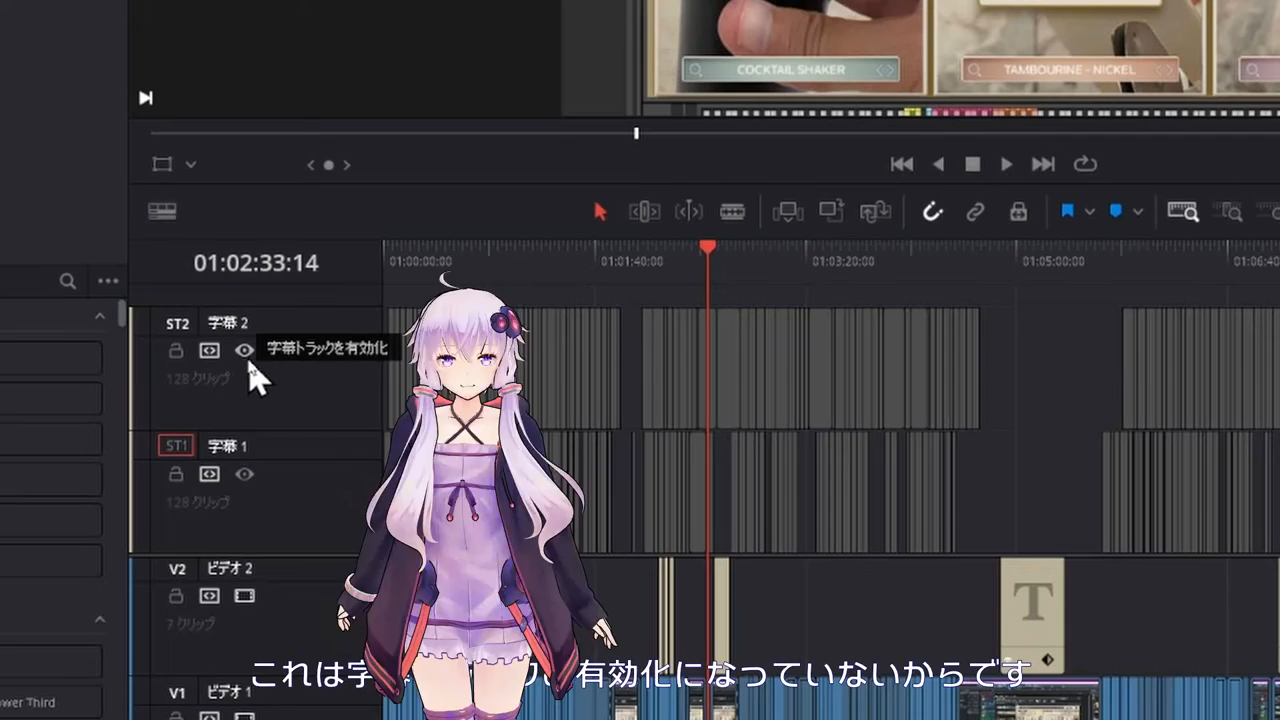 COCKTAIL SHAKER
TAMBOURINE - NICKEL
01:02:33:14
01:00:00:00
01:01:40:00
01:03:20:00
01:05:00:00
01:06:40
ST2 字幕 2
字幕トラックを有効化
128 クリップ
ST1 字幕 1
128 クリップ
V2 ビデオ 2
7 クリップ
T
これは字 有効化になっていないからです
V1 ビデオ 1
ower Third